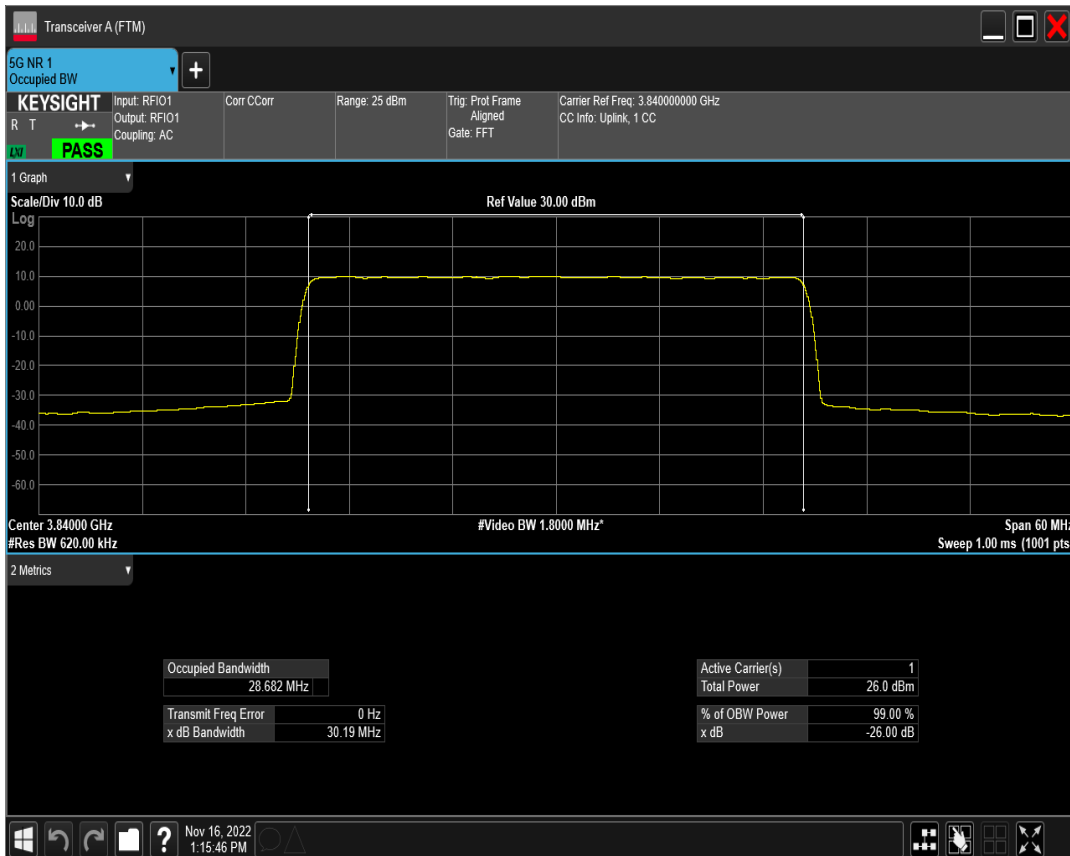 Transceiver A (FTM)
5G NR 1
Occupied BW
+
KEYSIGHT
R T
LXI
PASS
Input: RFIO1
Output: RFIO1
Coupling: AC
Corr CCorr
Range: 25 dBm
Trig: Prot Frame
Aligned
Gate: FFT
Carrier Ref Freq: 3.840000000 GHz
CC Info: Uplink, 1 CC
1 Graph
Scale/Div 10.0 dB
Ref Value 30.00 dBm
Log
20.0
10.0
0.00
-10.0
-20.0
-30.0
-40.0
-50.0
-60.0
Center 3.84000 GHz
#Video BW 1.8000 MHz*
Span 60 MHz
#Res BW 620.00 kHz
Sweep 1.00 ms (1001 pts
2 Metrics
Occupied Bandwidth
28.682 MHz
Transmit Freq Error 0 Hz
x dB Bandwidth 30.19 MHz
Active Carrier(s) 1
Total Power 26.0 dBm
% of OBW Power 99.00 %
x dB -26.00 dB
?
Nov 16, 2022
1:15:46 PM